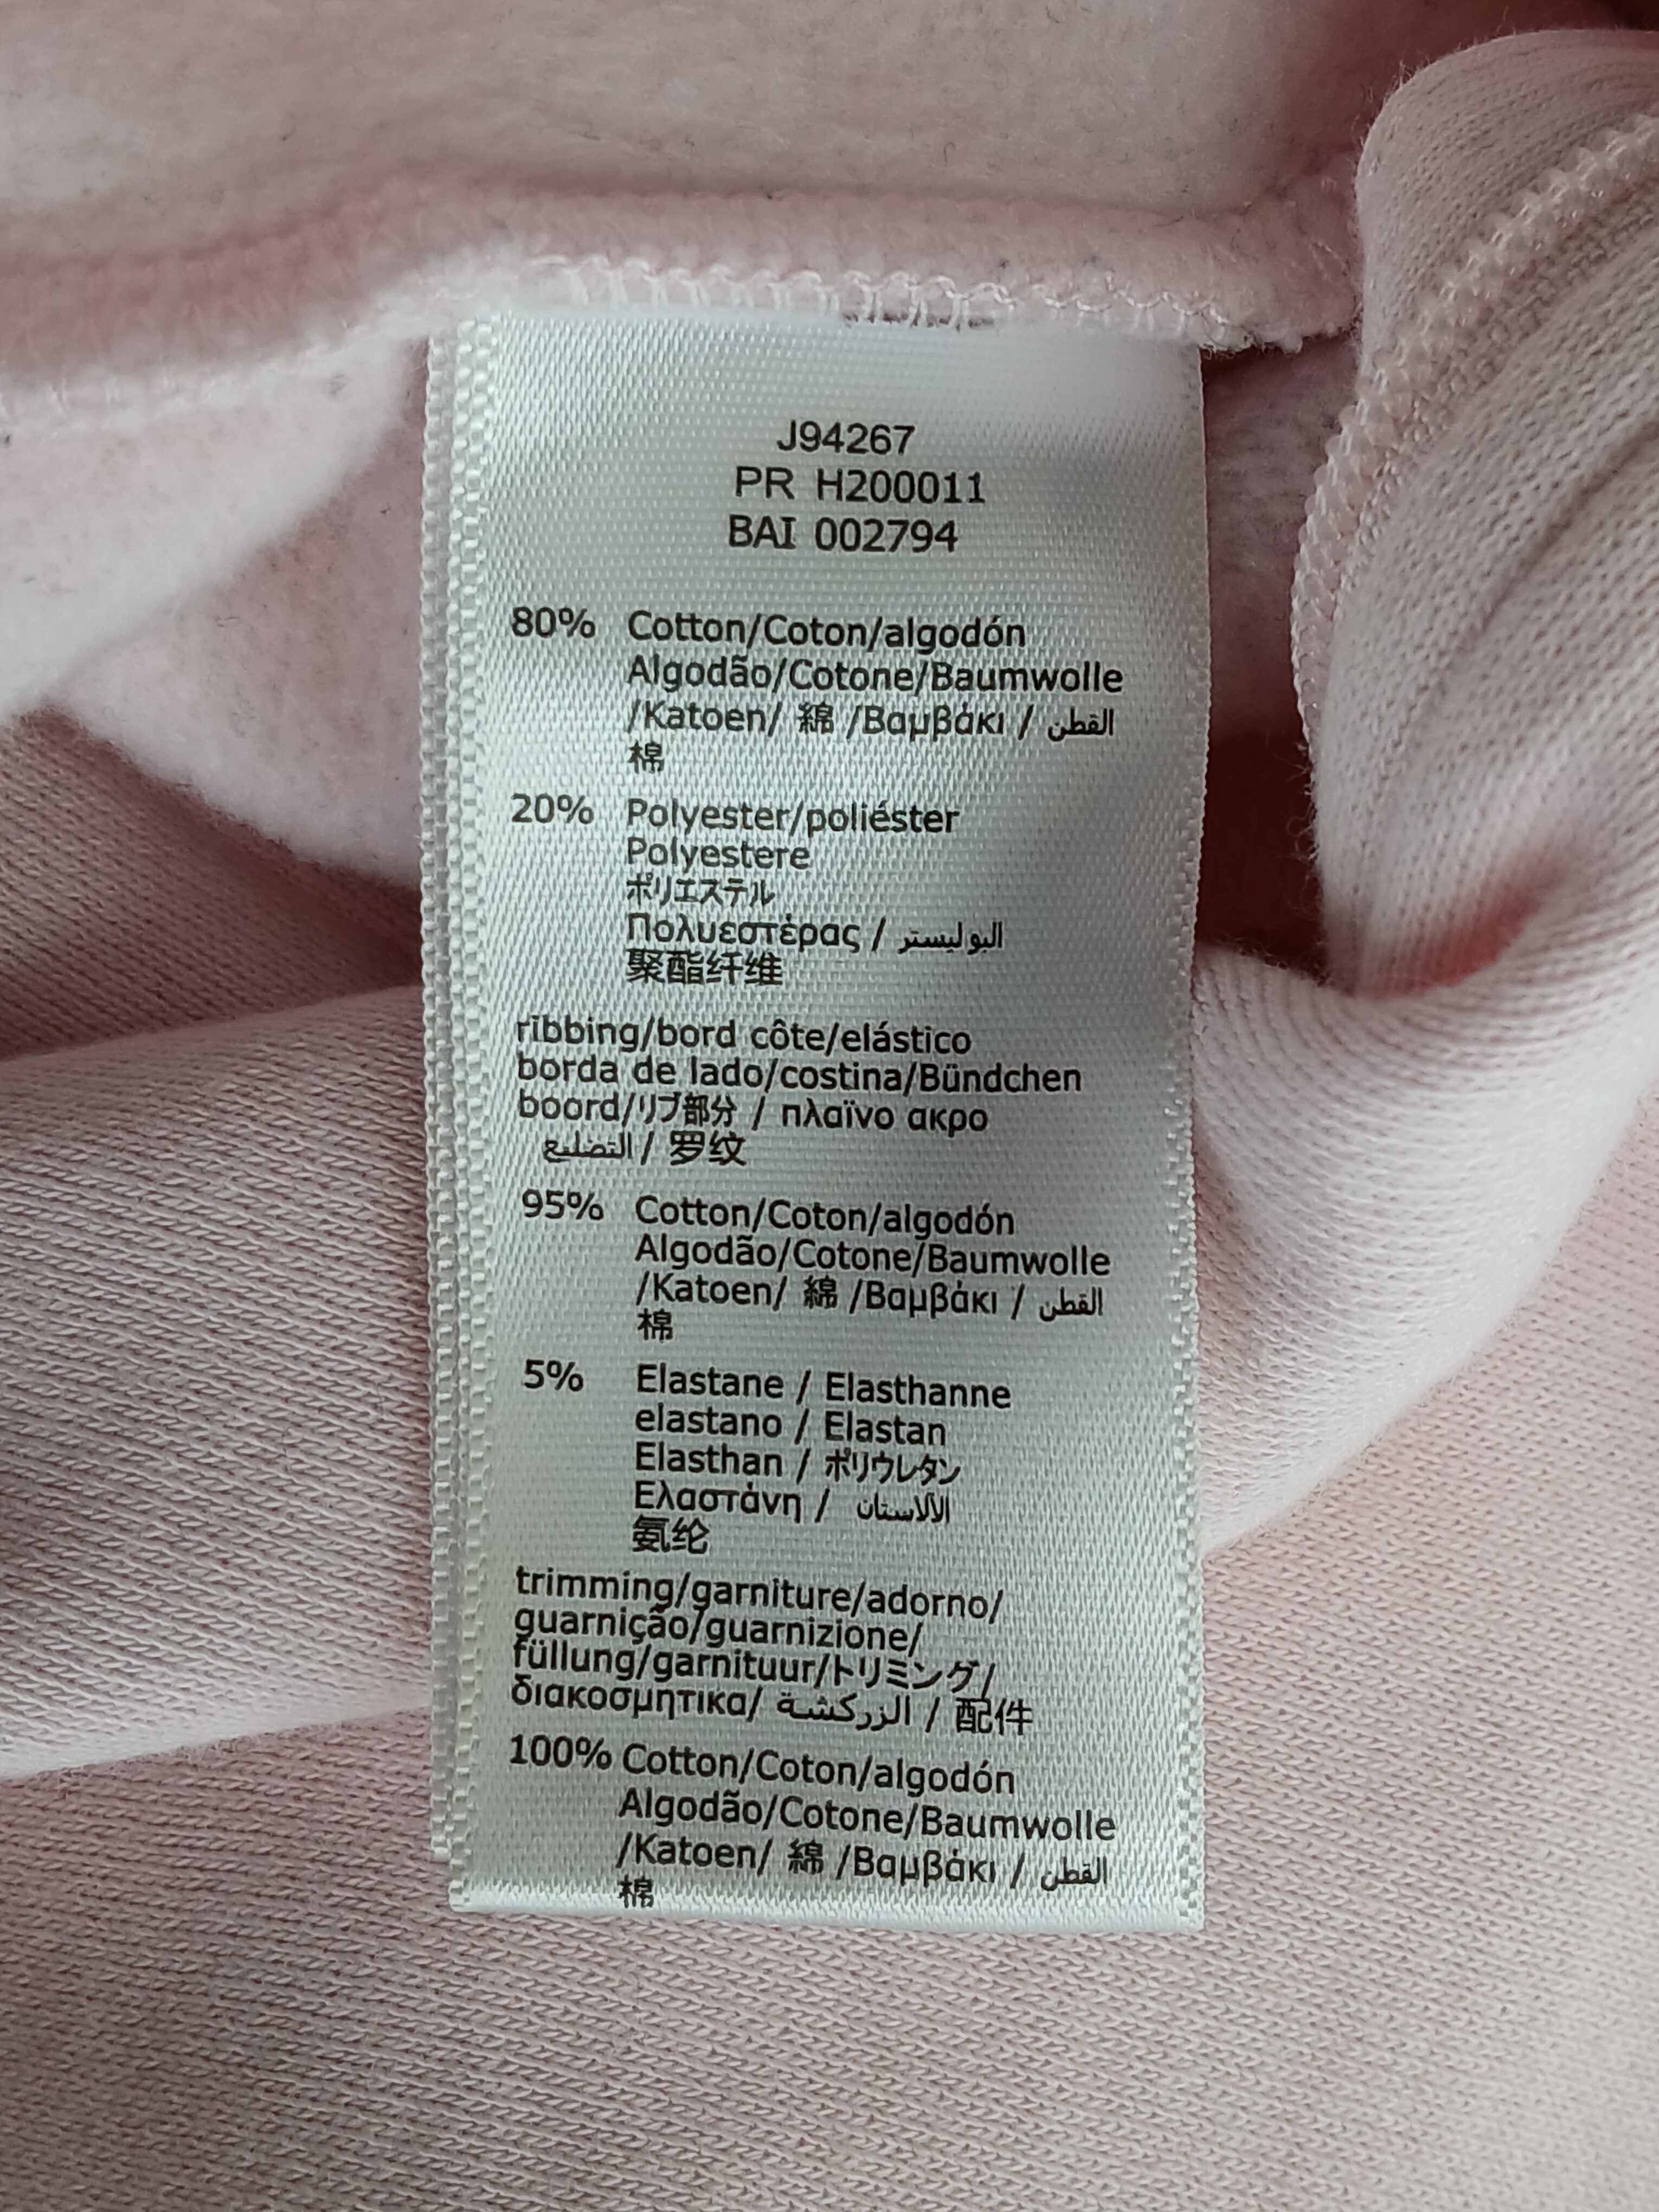 J94267
PR H200011
BAI 002794
80% Cotton/Coton/algodón
Algodão/Cotone/Baumwolle
/Katoen/ 綿 /Βαμβάκι / القطن
棉
20% Polyester/poliéster
Polyestere
ポリエステル
Πολυεστέρας / البوليستر
聚酯纤维
ribbing/bord côte/elástico
borda de lado/costina/Bündchen
boord/リブ部分 / πλαϊνο ακρο
التضليع / 罗纹
95% Cotton/Coton/algodón
Algodão/Cotone/Baumwolle
/Katoen/ 綿 /Βαμβάκι / القطن
棉
5% Elastane / Elasthanne
elastano / Elastan
Elasthan / ポリウレタン
Ελαστάνη / الألاستان
氨纶
trimming/garniture/adorno/
guarnição/guarnizione/
füllung/garnituur/トリミング/
διακοσμητικα/ الزركشة / 配件
100% Cotton/Coton/algodón
Algodão/Cotone/Baumwolle
/Katoen/ 綿 /Βαμβάκι / القطن
棉